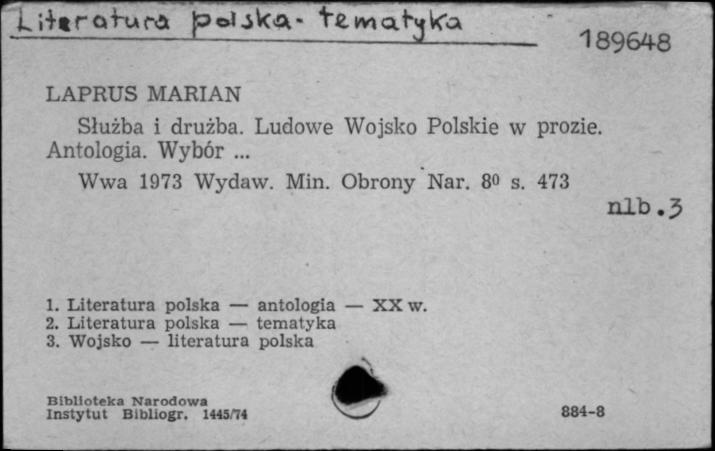 Literatura polska - tematyka
189648
LAPRUS MARIAN
Służba i drużba. Ludowe Wojsko Polskie w prozie.
Antologia. Wybór ...
Wwa 1973 Wydaw. Min. Obrony Nar. 8⁰ s. 473
nlb. 3
1. Literatura polska — antologia — XX w.
2. Literatura polska — tematyka
3. Wojsko — literatura polska
Biblioteka Narodowa
Instytut Bibliogr. 1445/74
884-8